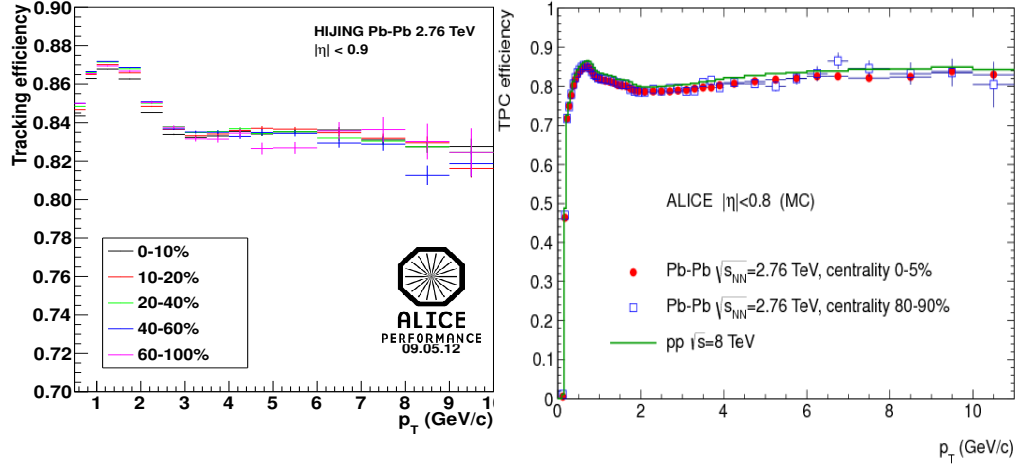 Tracking efficiency
0.90
0.88
0.86
0.84
0.82
0.80
0.78
0.76
0.74
0.72
0.70
HIJING Pb-Pb 2.76 TeV
|η| < 0.9
0-10%
10-20%
20-40%
40-60%
60-100%
ALICE
PERFORMANCE
09.05.12
1 2 3 4 5 6 7 8 9 10
p_T (GeV/c)
TPC efficiency
1
0.9
0.8
0.7
0.6
0.5
0.4
0.3
0.2
0.1
0
ALICE |η|<0.8 (MC)
Pb-Pb √s_NN=2.76 TeV, centrality 0-5%
Pb-Pb √s_NN=2.76 TeV, centrality 80-90%
pp √s=8 TeV
0 2 4 6 8 10
p_T (GeV/c)